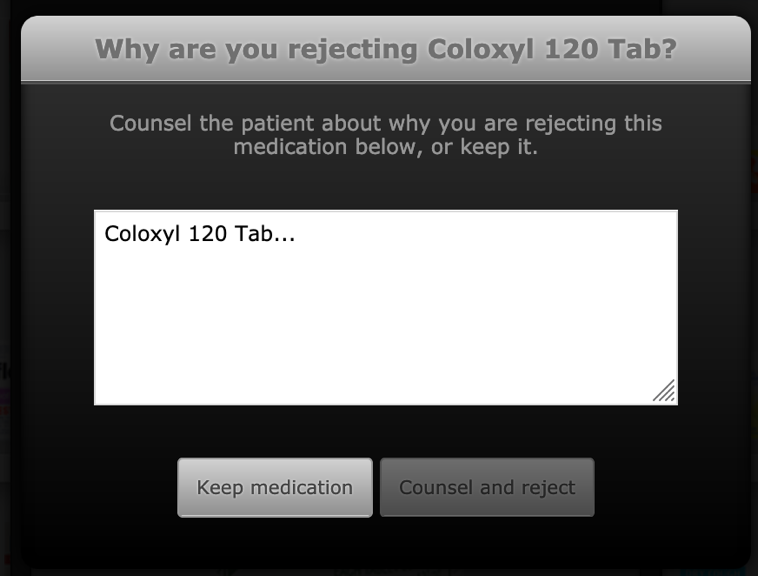 Why are you rejecting Coloxyl 120 Tab?
Counsel the patient about why you are rejecting this
medication below, or keep it.
Coloxyl 120 Tab...
Keep medication
Counsel and reject